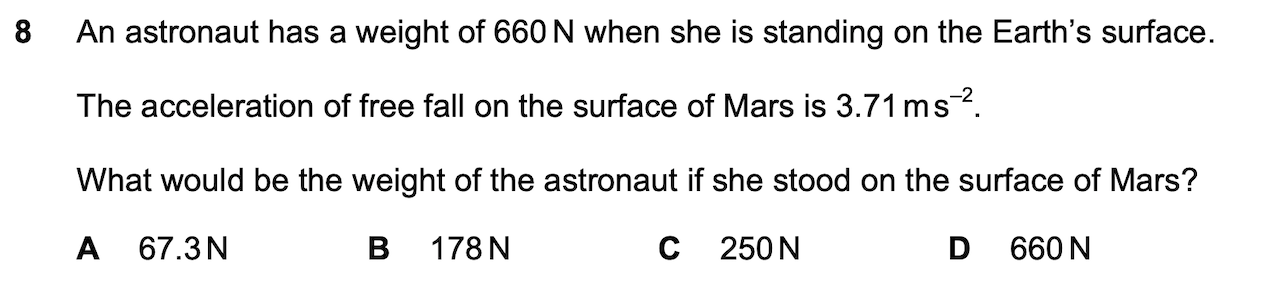 8 An astronaut has a weight of 660 N when she is standing on the Earth's surface.
The acceleration of free fall on the surface of Mars is 3.71 m s⁻².
What would be the weight of the astronaut if she stood on the surface of Mars?
A 67.3 N B 178 N C 250 N D 660 N